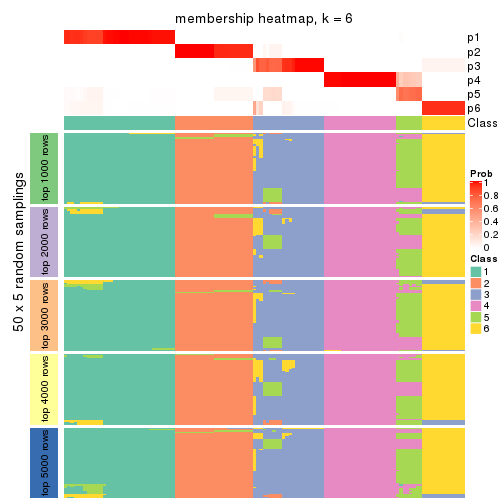 membership heatmap, k = 6
p1
p2
p3
p4
p5
p6
Class
50 x 5 random samplings
top 1000 rows
top 2000 rows
top 3000 rows
top 4000 rows
top 5000 rows
Prob
1
0.8
0.6
0.4
0.2
0
Class
1
2
3
4
5
6